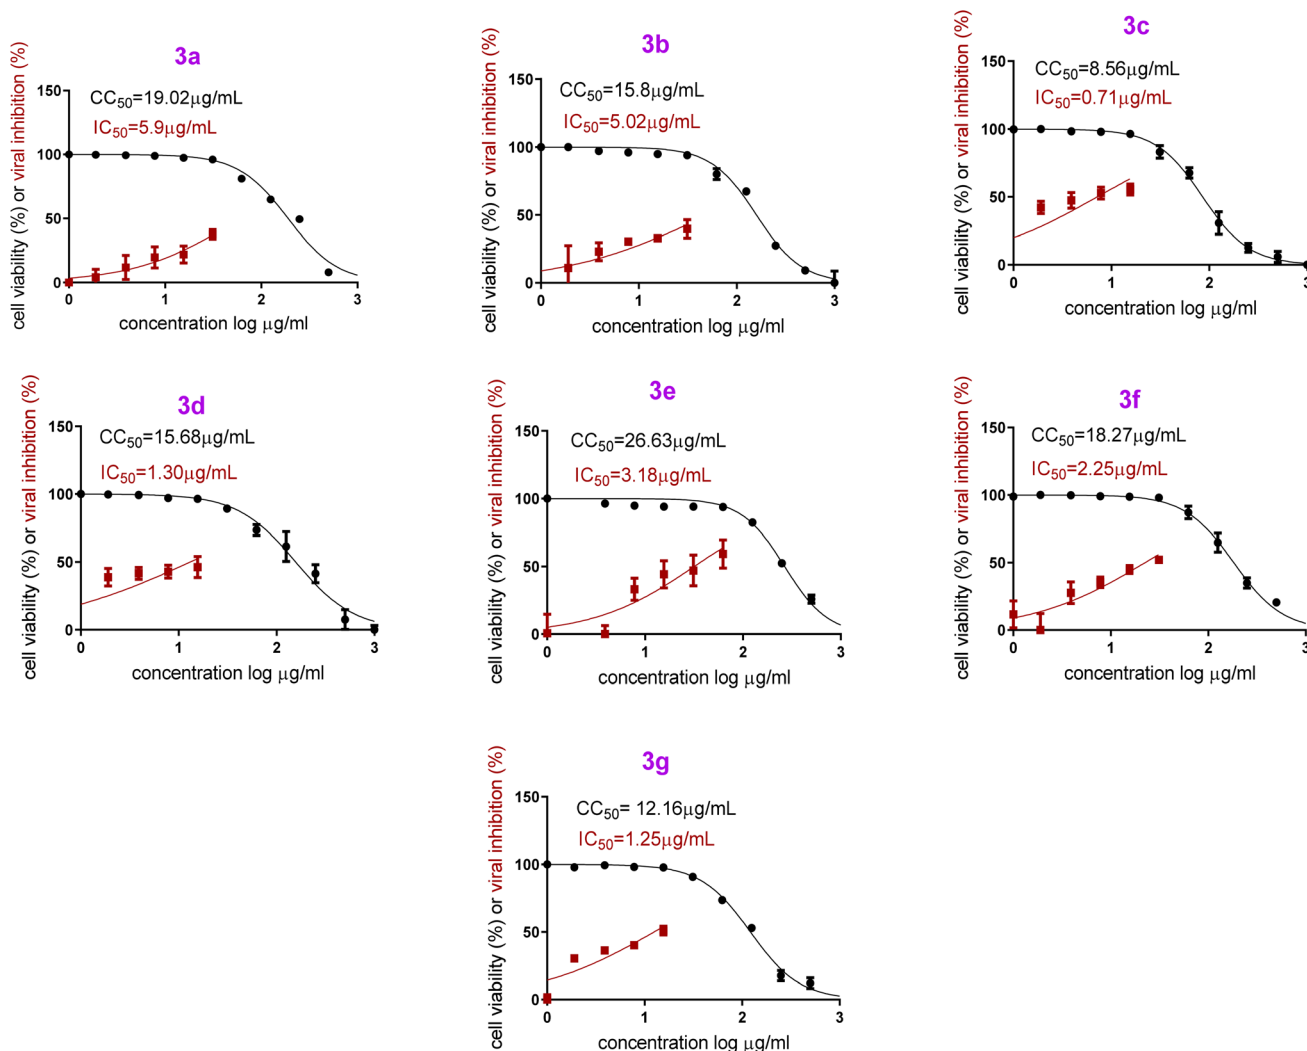 3a
CC50=19.02μg/mL
IC50=5.9μg/mL
cell viability (%) or viral inhibition (%)
150
100
50
0
0 1 2 3
concentration log μg/ml
3b
CC50=15.8μg/mL
IC50=5.02μg/mL
cell viability (%) or viral inhibition (%)
150
100
50
0
0 1 2 3
concentration log μg/ml
3c
CC50=8.56μg/mL
IC50=0.71μg/mL
cell viability (%) or viral inhibition (%)
150
100
50
0
0 1 2 3
concentration log μg/ml
3d
CC50=15.68μg/mL
IC50=1.30μg/mL
cell viability (%) or viral inhibition (%)
150
100
50
0
0 1 2 3
concentration log μg/ml
3e
CC50=26.63μg/mL
IC50=3.18μg/mL
cell viability (%) or viral inhibition (%)
150
100
50
0
0 1 2 3
concentration log μg/ml
3f
CC50=18.27μg/mL
IC50=2.25μg/mL
cell viability (%) or viral inhibition (%)
150
100
50
0
0 1 2 3
concentration log μg/ml
3g
CC50= 12.16μg/mL
IC50=1.25μg/mL
cell viability (%) or viral inhibition (%)
150
100
50
0
0 1 2 3
concentration log μg/ml